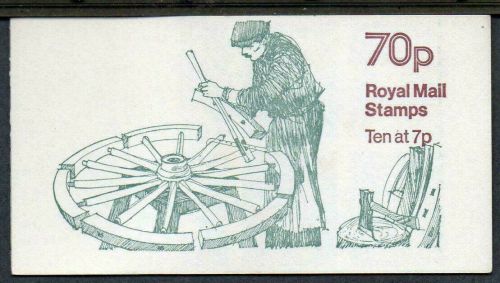 70p
Royal Mail
Stamps
Ten at 7p